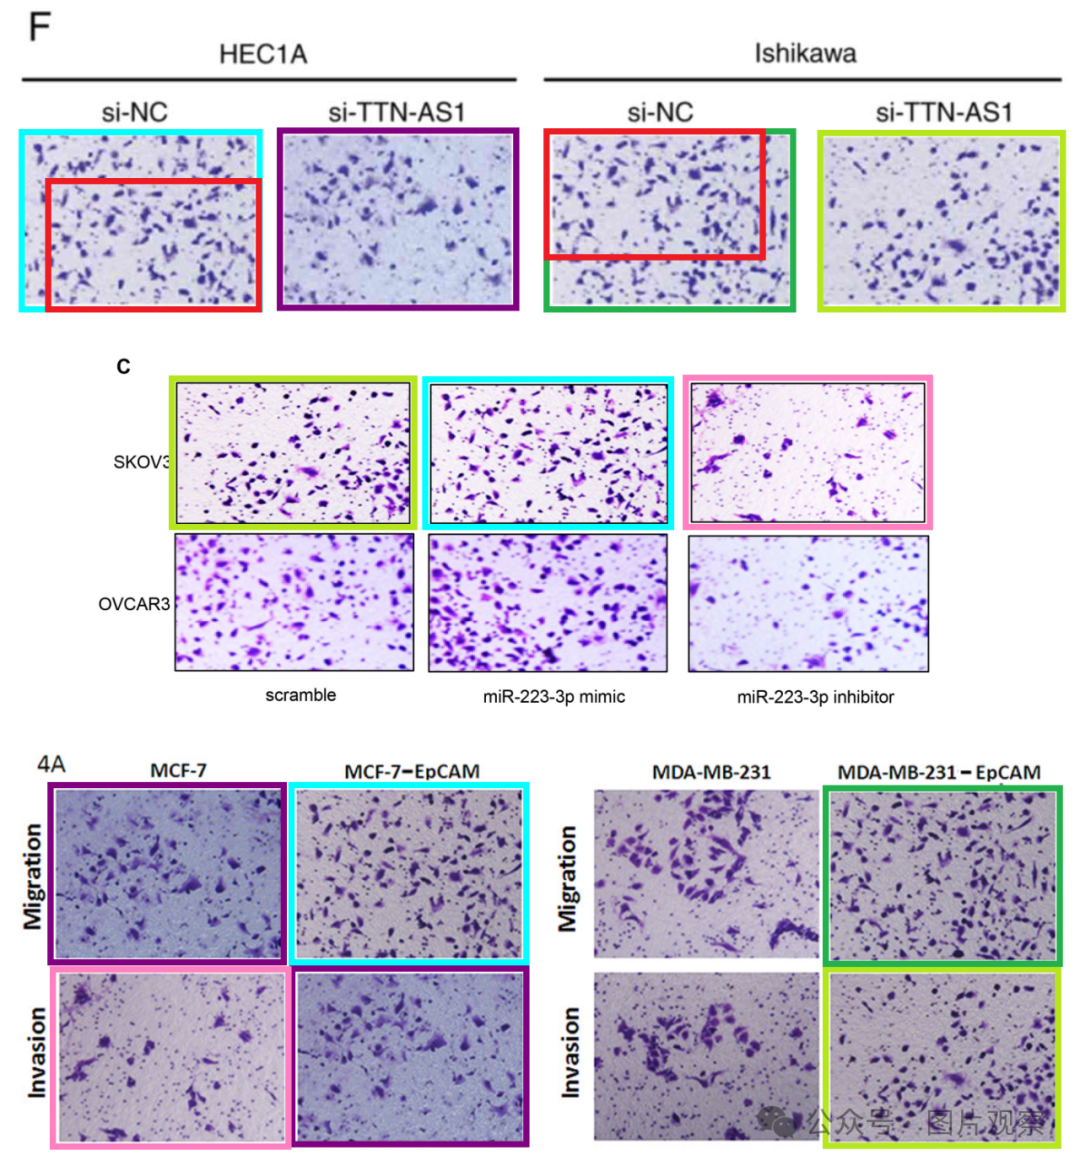 F
HEC1A Ishikawa
si-NC si-TTN-AS1 si-NC si-TTN-AS1
C
SKOV3
OVCAR3
scramble miR-223-3p mimic miR-223-3p inhibitor
4A
MCF-7 MCF-7-EpCAM MDA-MB-231 MDA-MB-231-EpCAM
Migration Migration
Invasion Invasion
公众号 图片观察